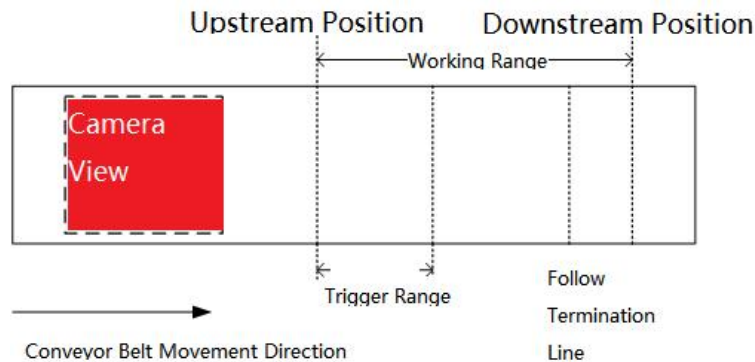 Upstream Position
Downstream Position
Working Range
Camera
View
Trigger Range
Follow
Termination
Line
Conveyor Belt Movement Direction